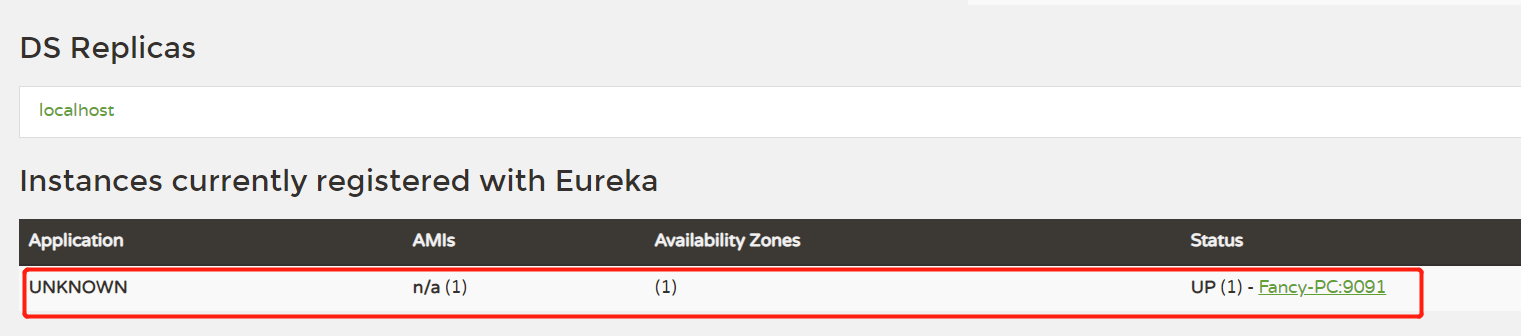 DS Replicas
localhost
Instances currently registered with Eureka
Application AMIs Availability Zones Status
UNKNOWN n/a (1) (1) UP (1) - Fancy-PC:9091